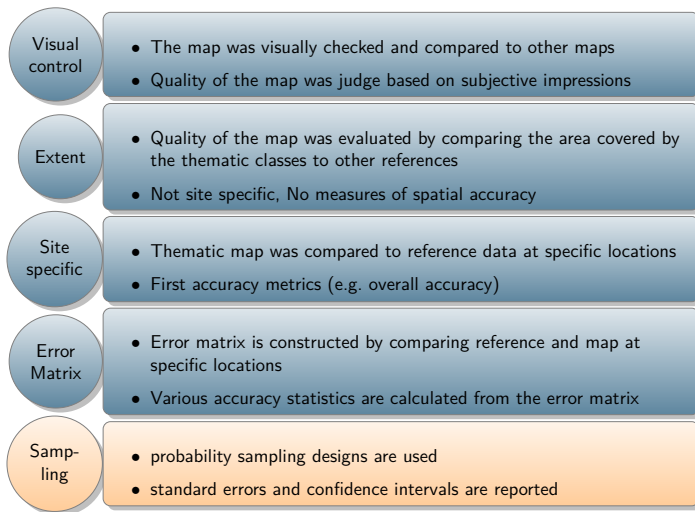 Visual
control
• The map was visually checked and compared to other maps
• Quality of the map was judge based on subjective impressions
Extent
• Quality of the map was evaluated by comparing the area covered by
the thematic classes to other references
• Not site specific, No measures of spatial accuracy
Site
specific
• Thematic map was compared to reference data at specific locations
• First accuracy metrics (e.g. overall accuracy)
Error
Matrix
• Error matrix is constructed by comparing reference and map at
specific locations
• Various accuracy statistics are calculated from the error matrix
Samp-
ling
• probability sampling designs are used
• standard errors and confidence intervals are reported